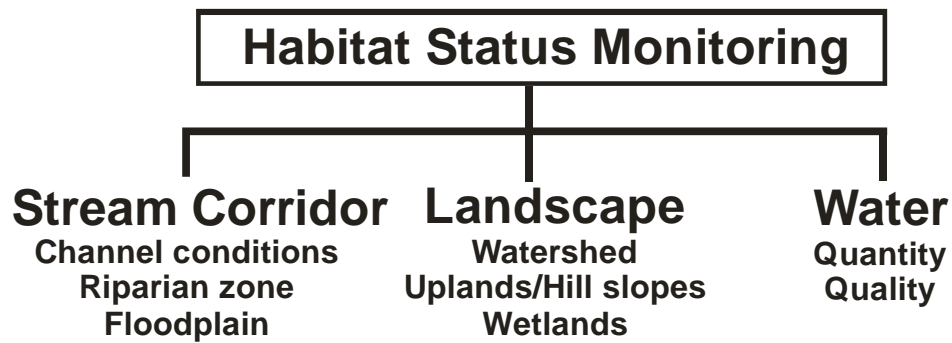 Habitat Status Monitoring
Stream Corridor
Channel conditions
Riparian zone
Floodplain
Landscape
Watershed
Uplands/Hill slopes
Wetlands
Water
Quantity
Quality